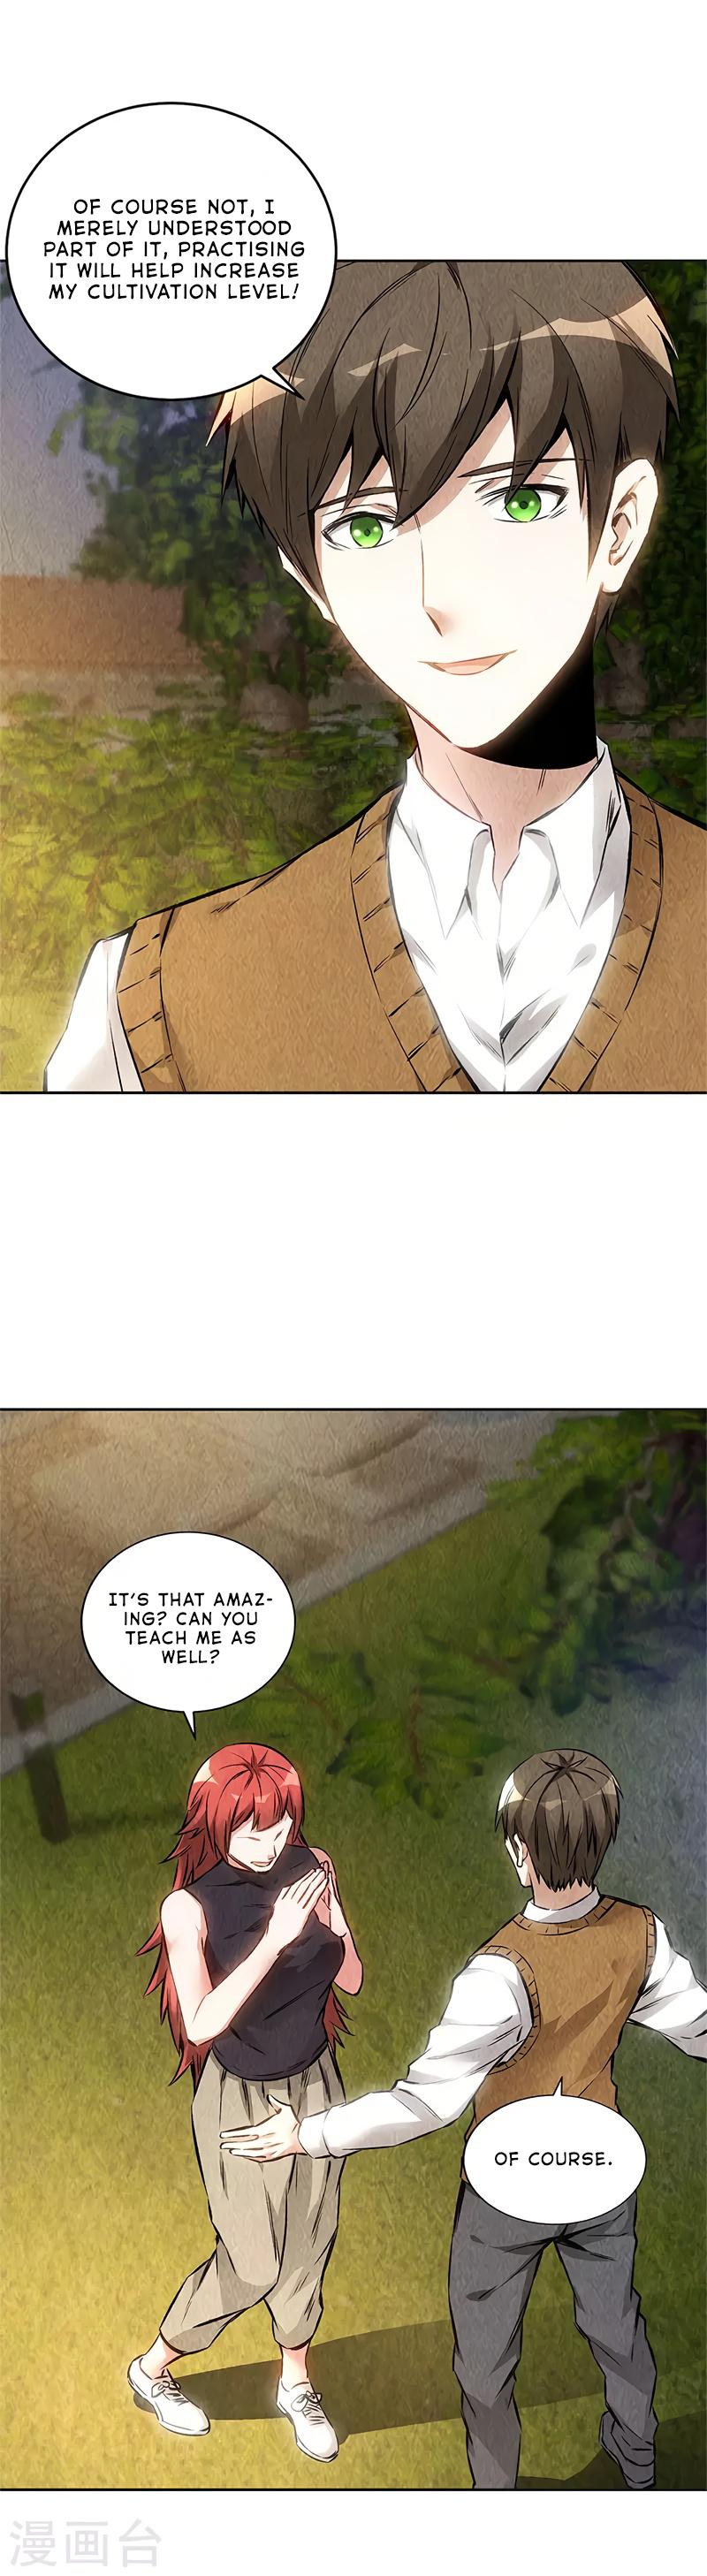 OF COURSE NOT, I
MERELY UNDERSTOOD
PART OF IT, PRACTISING
IT WILL HELP INCREASE
MY CULTIVATION LEVEL!
IT'S THAT AMAZ-
ING? CAN YOU
TEACH ME AS
WELL?
OF COURSE.
漫画台